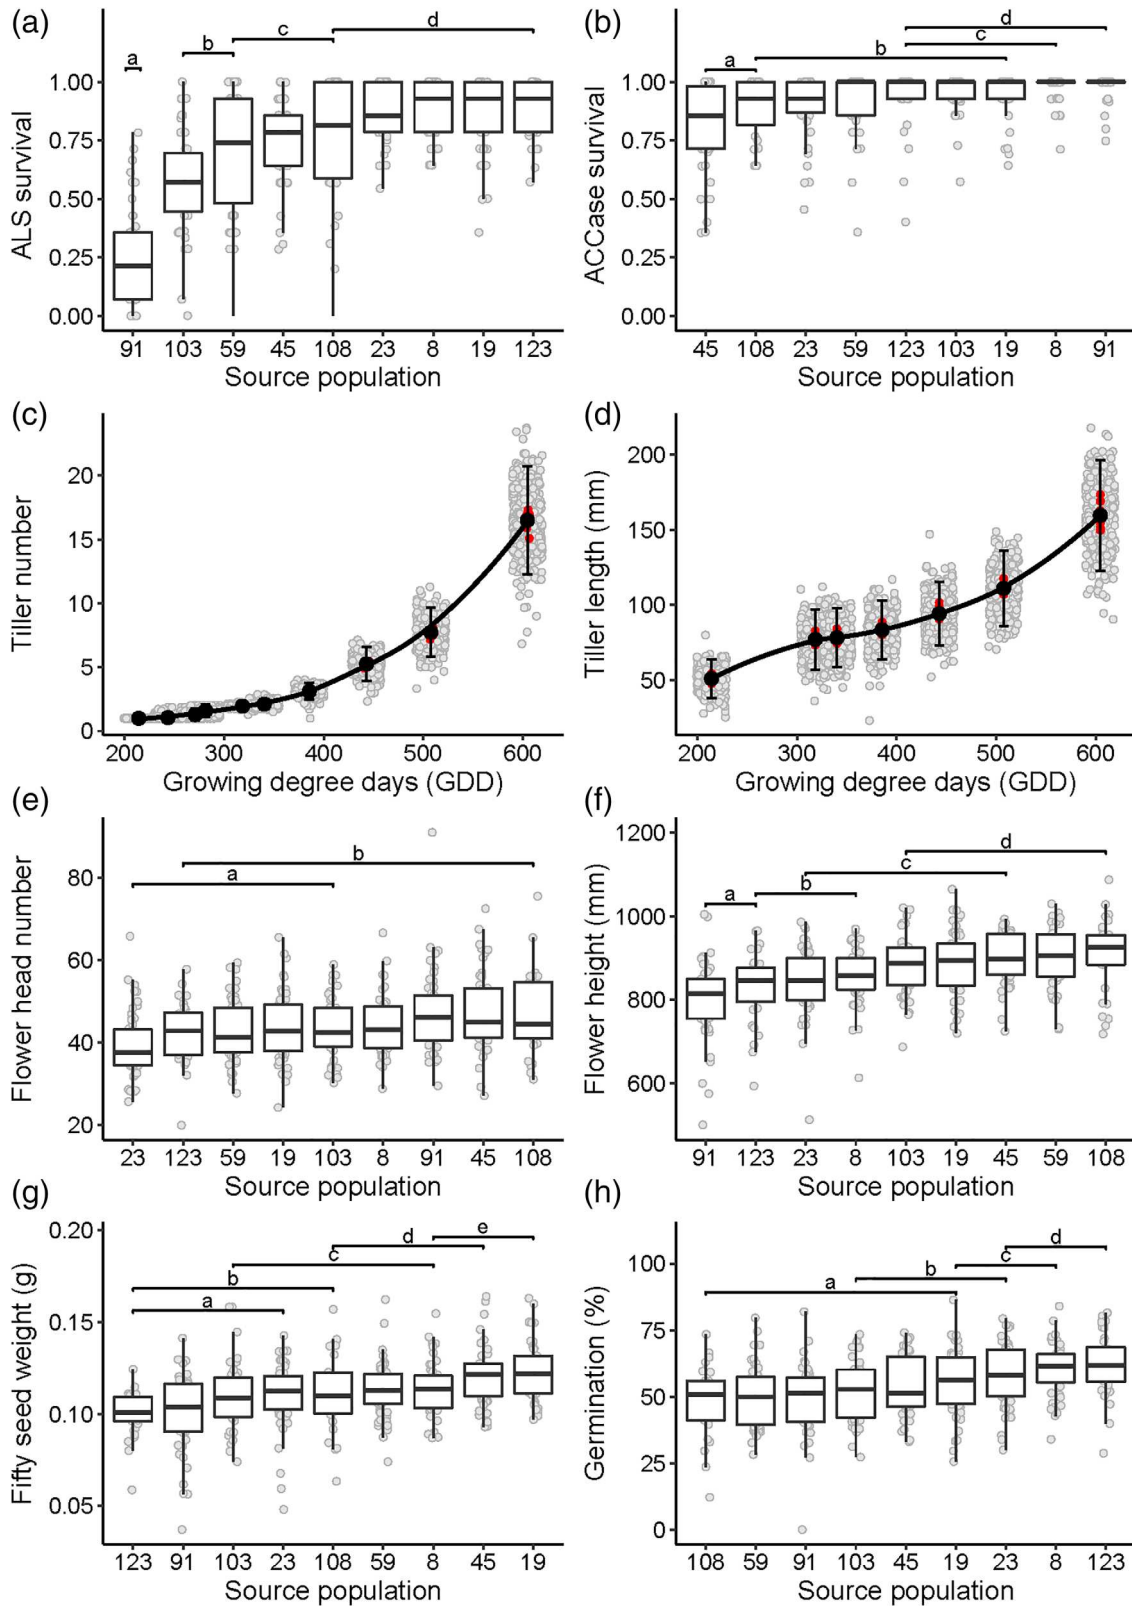 (a)
ALS survival
1.00
0.75
0.50
0.25
0.00
a
b
c
d
91 103 59 45 108 23 8 19 123
Source population
(b)
ACCase survival
1.00
0.75
0.50
0.25
0.00
a
b
c
d
45 108 23 59 123 103 19 8 91
Source population
(c)
Tiller number
20
15
10
5
0
200 300 400 500 600
Growing degree days (GDD)
(d)
Tiller length (mm)
200
150
100
50
200 300 400 500 600
Growing degree days (GDD)
(e)
Flower head number
80
60
40
20
a
b
23 123 59 19 103 8 91 45 108
Source population
(f)
Flower height (mm)
1200
1000
800
600
a
b
c
d
91 123 23 8 103 19 45 59 108
Source population
(g)
Fifty seed weight (g)
0.20
0.15
0.10
0.05
a
b
c
d
e
123 91 103 23 108 59 8 45 19
Source population
(h)
Germination (%)
100
75
50
25
0
a
b
c
d
108 59 91 103 45 19 23 8 123
Source population